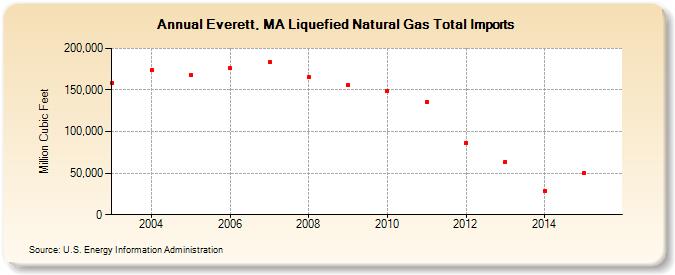 Annual Everett, MA Liquefied Natural Gas Total Imports
Million Cubic Feet
200,000
150,000
100,000
50,000
0
2004 2006 2008 2010 2012 2014
Source: U.S. Energy Information Administration